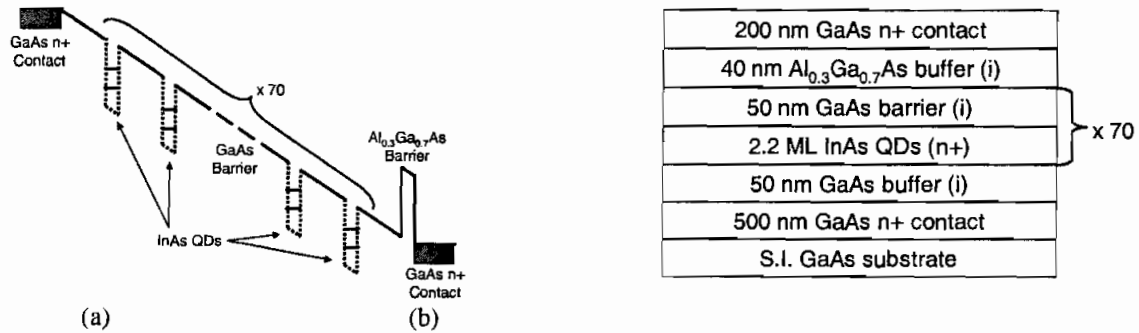 GaAs n+
Contact
x 70
GaAs
Barrier
Al0.3Ga0.7As
Barrier
InAs QDs
GaAs n+
Contact
(a)
(b)
200 nm GaAs n+ contact
40 nm Al0.3Ga0.7As buffer (i)
50 nm GaAs barrier (i)
2.2 ML InAs QDs (n+)
x 70
50 nm GaAs buffer (i)
500 nm GaAs n+ contact
S.I. GaAs substrate